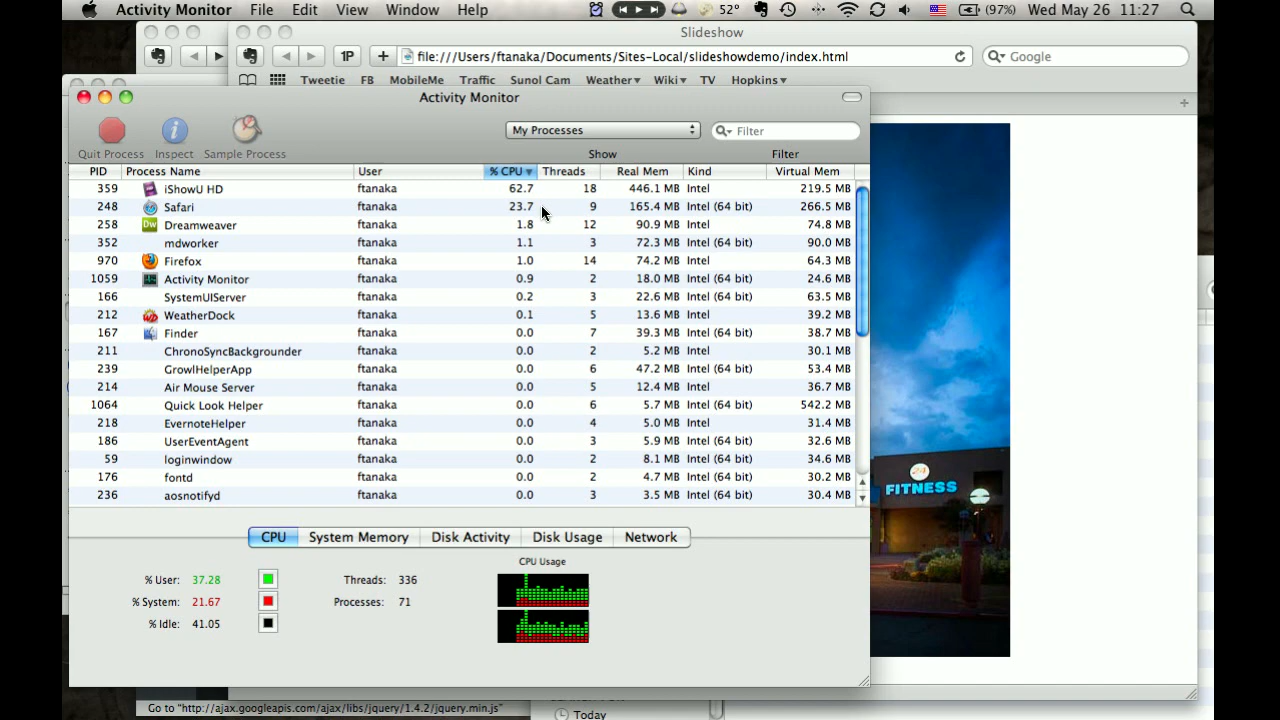 Activity Monitor File Edit View Window Help 52° (97%) Wed May 26 11:27
Slideshow
1P + file:///Users/ftanaka/Documents/Sites-Local/slideshowdemo/index.html Google
Tweetie FB MobileMe Traffic Sunol Cam Weather▾ Wiki▾ TV Hopkins▾
Activity Monitor
My Processes Filter
Quit Process Inspect Sample Process Show Filter
PID Process Name User % CPU ▼ Threads Real Mem Kind Virtual Mem
359 iShowU HD ftanaka 62.7 18 446.1 MB Intel 219.5 MB
248 Safari ftanaka 23.7 9 165.4 MB Intel (64 bit) 266.5 MB
258 Dw Dreamweaver ftanaka 1.8 12 90.9 MB Intel 74.8 MB
352 mdworker ftanaka 1.1 3 72.3 MB Intel (64 bit) 90.0 MB
970 Firefox ftanaka 1.0 14 74.2 MB Intel 64.3 MB
1059 Activity Monitor ftanaka 0.9 2 18.0 MB Intel (64 bit) 24.6 MB
166 SystemUIServer ftanaka 0.2 3 22.6 MB Intel (64 bit) 63.5 MB
212 WeatherDock ftanaka 0.1 5 13.6 MB Intel 39.2 MB
167 Finder ftanaka 0.0 7 39.3 MB Intel (64 bit) 38.7 MB
211 ChronoSyncBackgrounder ftanaka 0.0 2 5.2 MB Intel 30.1 MB
239 GrowlHelperApp ftanaka 0.0 6 47.2 MB Intel (64 bit) 53.4 MB
214 Air Mouse Server ftanaka 0.0 5 12.4 MB Intel 36.7 MB
1064 Quick Look Helper ftanaka 0.0 6 5.7 MB Intel (64 bit) 542.2 MB
218 EvernoteHelper ftanaka 0.0 4 5.0 MB Intel 31.4 MB
186 UserEventAgent ftanaka 0.0 3 5.9 MB Intel (64 bit) 32.6 MB
59 loginwindow ftanaka 0.0 2 8.1 MB Intel (64 bit) 34.6 MB
176 fontd ftanaka 0.0 2 4.7 MB Intel (64 bit) 30.2 MB
236 aosnotifyd ftanaka 0.0 3 3.5 MB Intel (64 bit) 30.4 MB
24
FITNESS
CPU System Memory Disk Activity Disk Usage Network
CPU Usage
% User: 37.28 Threads: 336
% System: 21.67 Processes: 71
% Idle: 41.05
Go to "http://ajax.googleapis.com/ajax/libs/jquery/1.4.2/jquery.min.js"
Today